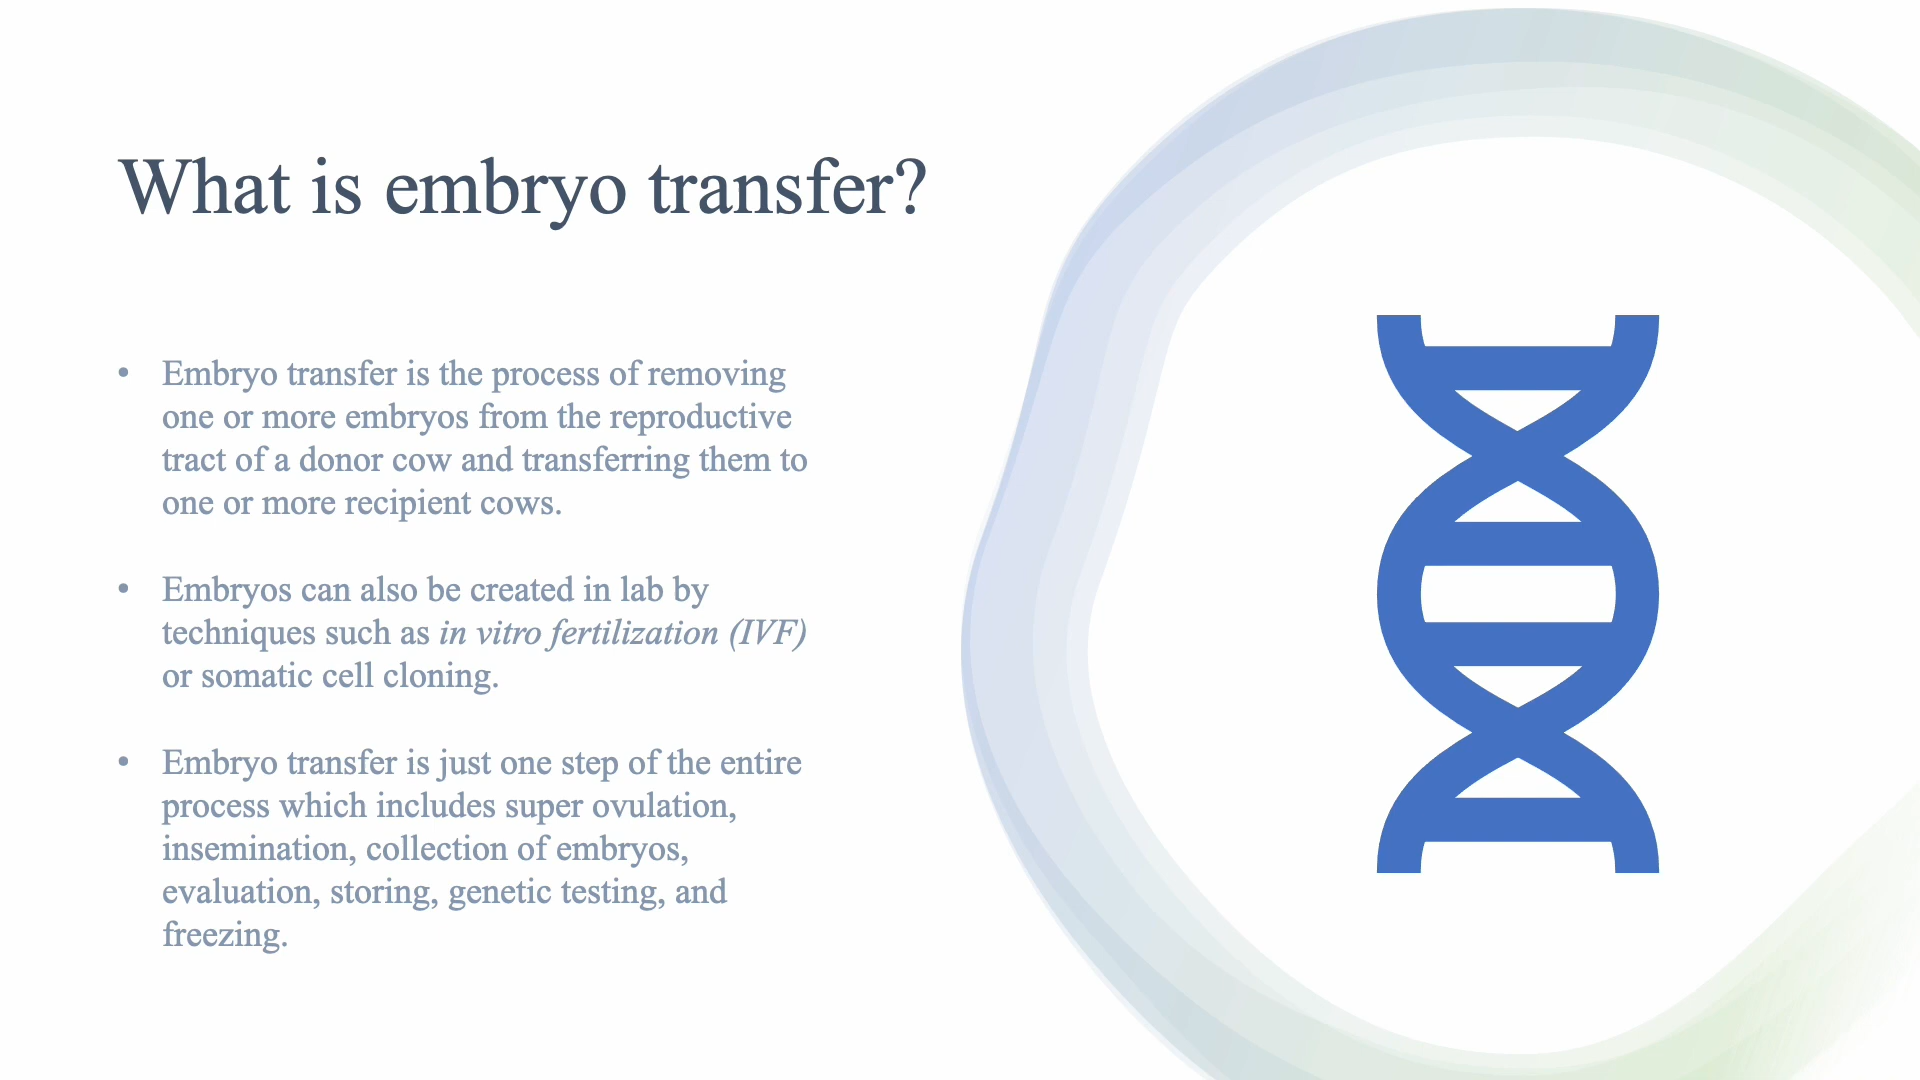 What is embryo transfer?
• Embryo transfer is the process of removing
one or more embryos from the reproductive
tract of a donor cow and transferring them to
one or more recipient cows.
• Embryos can also be created in lab by
techniques such as in vitro fertilization (IVF)
or somatic cell cloning.
• Embryo transfer is just one step of the entire
process which includes super ovulation,
insemination, collection of embryos,
evaluation, storing, genetic testing, and
freezing.